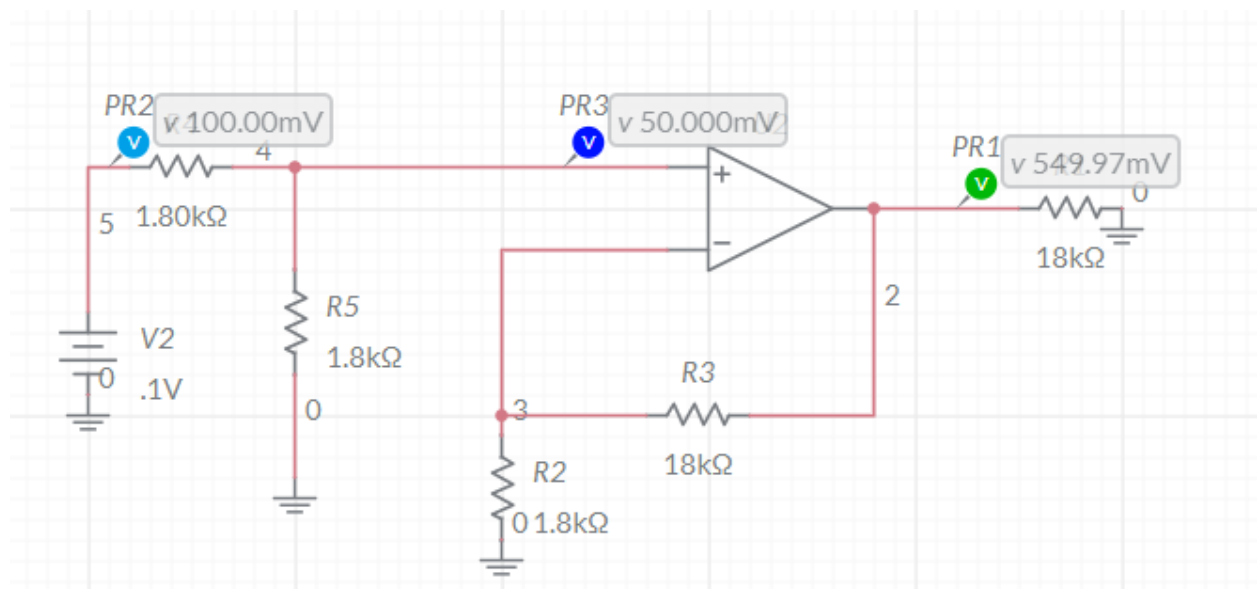 PR2
v 100.00mV
4
1.80kΩ
5
V2
0
.1V
R5
1.8kΩ
0
PR3
v 50.000mV
+
−
PR1
v 549.97mV
0
18kΩ
2
R3
3
18kΩ
R2
0
1.8kΩ